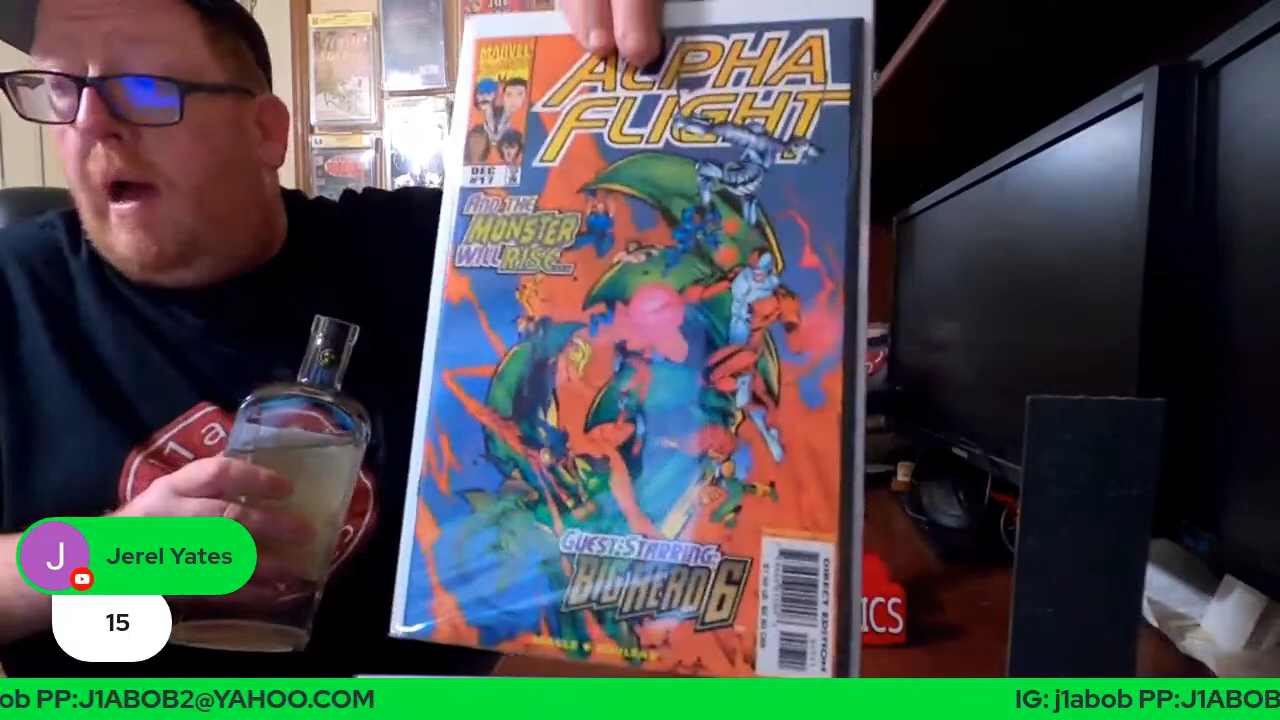 MARVEL
ALPHA
FLIGHT
DEC
#17
AND THE
MONSTER
WILL RISE...
GUEST-STARRING:
BIG HERO 6
DIRECT EDITION
Jerel Yates
15
ICS
ob PP:J1ABOB2@YAHOO.COM
IG: j1abob PP:J1ABOB